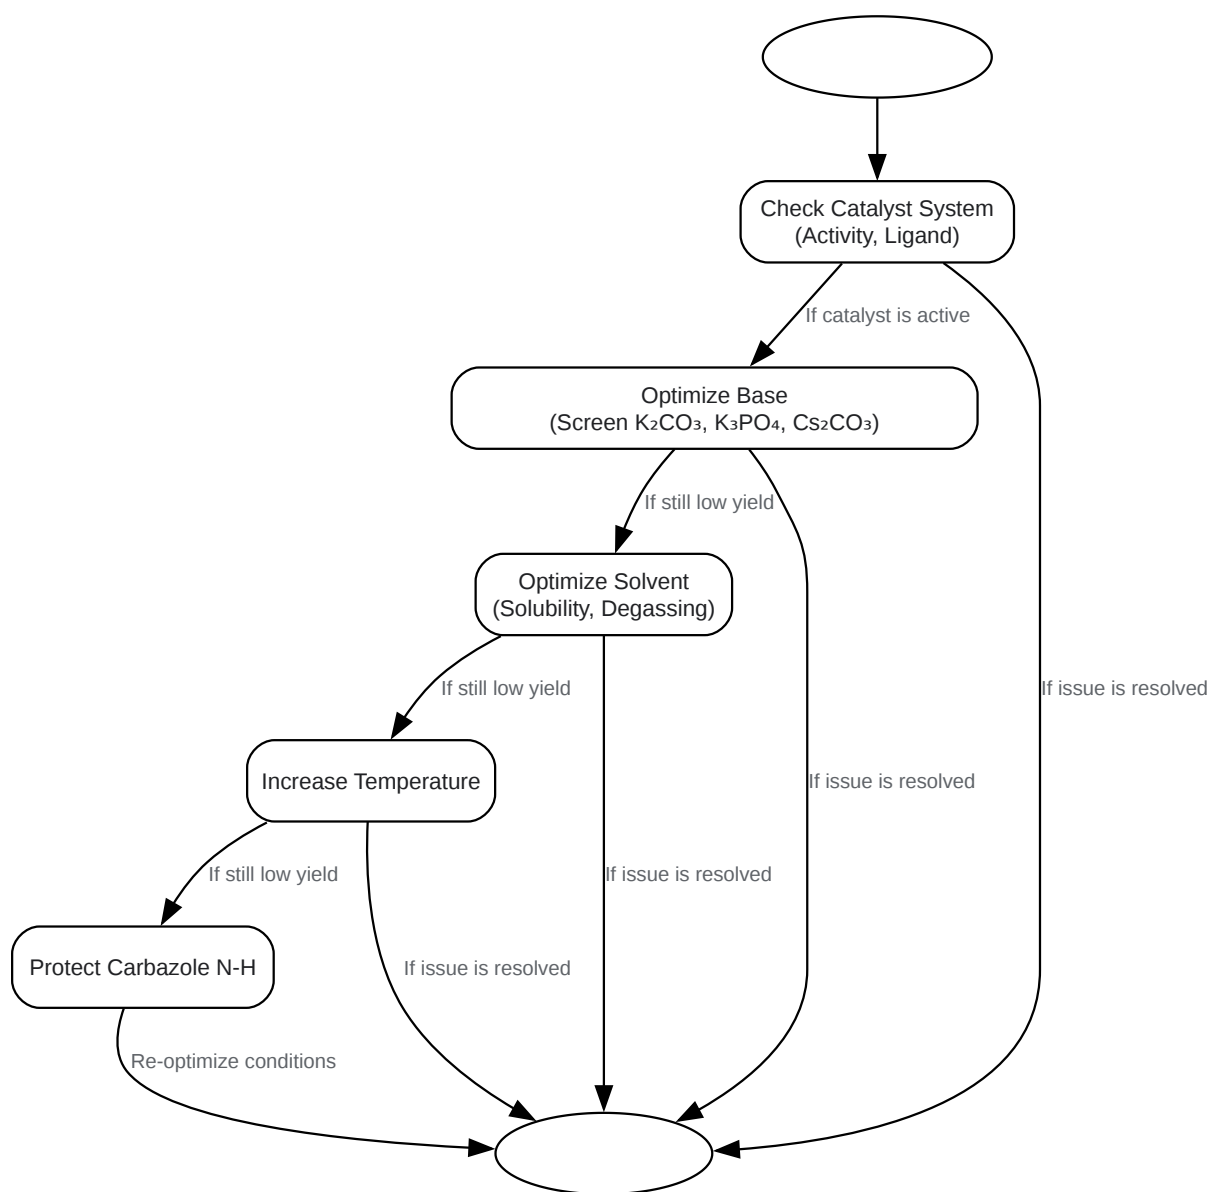 Check Catalyst System
(Activity, Ligand)
If catalyst is active
Optimize Base
(Screen K₂CO₃, K₃PO₄, Cs₂CO₃)
If still low yield
Optimize Solvent
(Solubility, Degassing)
If still low yield
If issue is resolved
Increase Temperature
If issue is resolved
If still low yield
If issue is resolved
Protect Carbazole N-H
If issue is resolved
Re-optimize conditions